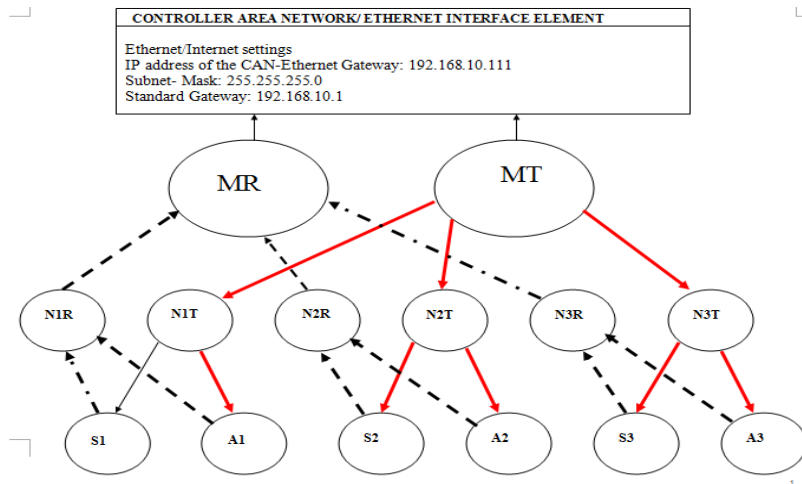 CONTROLLER AREA NETWORK/ ETHERNET INTERFACE ELEMENT
Ethernet/Internet settings
IP address of the CAN-Ethernet Gateway: 192.168.10.111
Subnet- Mask: 255.255.255.0
Standard Gateway: 192.168.10.1
MR
MT
N1R
N1T
N2R
N2T
N3R
N3T
S1
A1
S2
A2
S3
A3